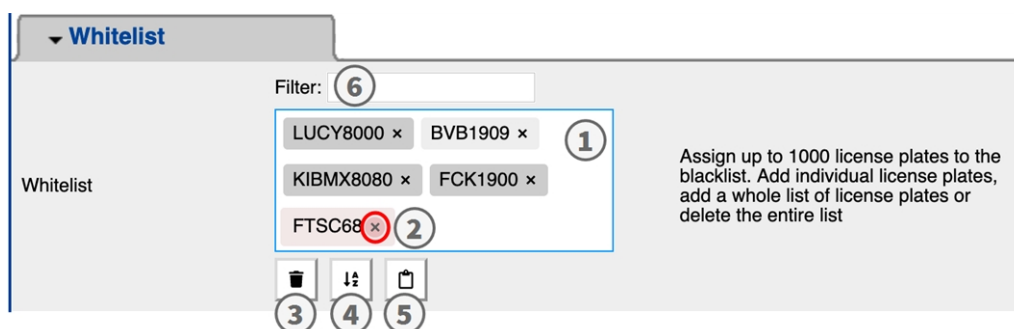 Whitelist
Filter: 6
LUCY8000 × BVB1909 × 1
Whitelist
KIBMX8080 × FCK1900 ×
FTSC68 × 2
Assign up to 1000 license plates to the
blacklist. Add individual license plates,
add a whole list of license plates or
delete the entire list
A
Z
3 4 5